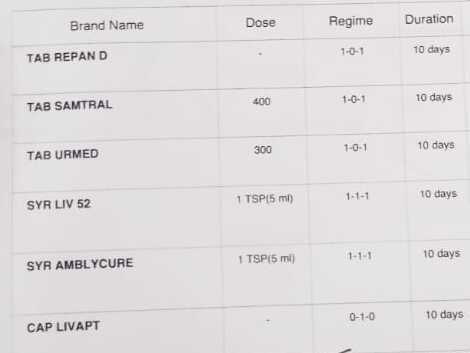 Brand Name Dose Regime Duration
TAB REPAN D - 1-0-1 10 days
TAB SAMTRAL 400 1-0-1 10 days
TAB URMED 300 1-0-1 10 days
SYR LIV 52 1 TSP(5 ml) 1-1-1 10 days
SYR AMBLYCURE 1 TSP(5 ml) 1-1-1 10 days
CAP LIVAPT - 0-1-0 10 days